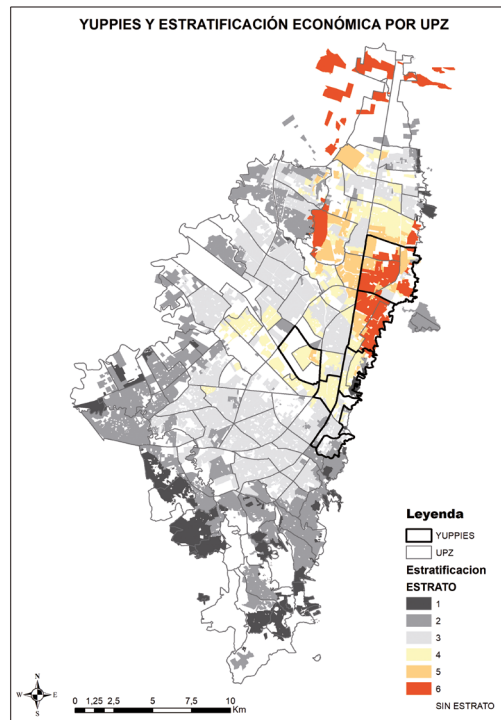 YUPPIES Y ESTRATIFICACIÓN ECONÓMICA POR UPZ
Leyenda
YUPPIES
UPZ
Estratificacion
ESTRATO
1
2
3
4
5
6
SIN ESTRATO
N
W E
S
0 1,25 2,5 5 7,5 10
Km